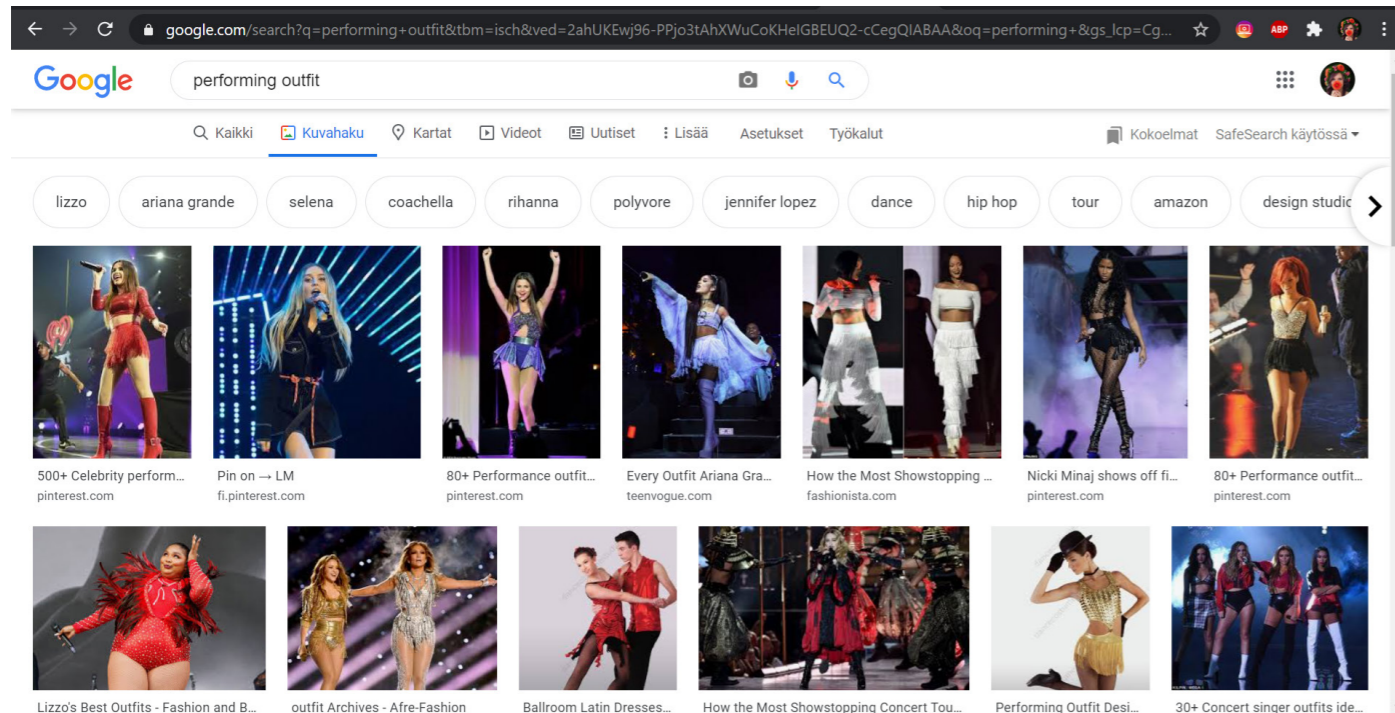 google.com/search?q=performing+outfit&tbm=isch&ved=2ahUKEwj96-PPjo3tAhXWuCoKHeIGBEUQ2-cCegQIABAA&oq=performing+&gs_lcp=Cg...
ABP
Google
performing outfit
Kaikki Kuvahaku Kartat Videot Uutiset Lisää Asetukset Työkalut Kokoelmat SafeSearch käytössä
lizzo ariana grande selena coachella rihanna polyvore jennifer lopez dance hip hop tour amazon design studio
500+ Celebrity perform... Pin on → LM 80+ Performance outfit... Every Outfit Ariana Gra... How the Most Showstopping ... Nicki Minaj shows off fi... 80+ Performance outfit...
pinterest.com fi.pinterest.com pinterest.com teenvogue.com fashionista.com pinterest.com pinterest.com
Lizzo's Best Outfits - Fashion and B... outfit Archives - Afre-Fashion Ballroom Latin Dresses... How the Most Showstopping Concert Tou... Performing Outfit Desi... 30+ Concert singer outfits ide...